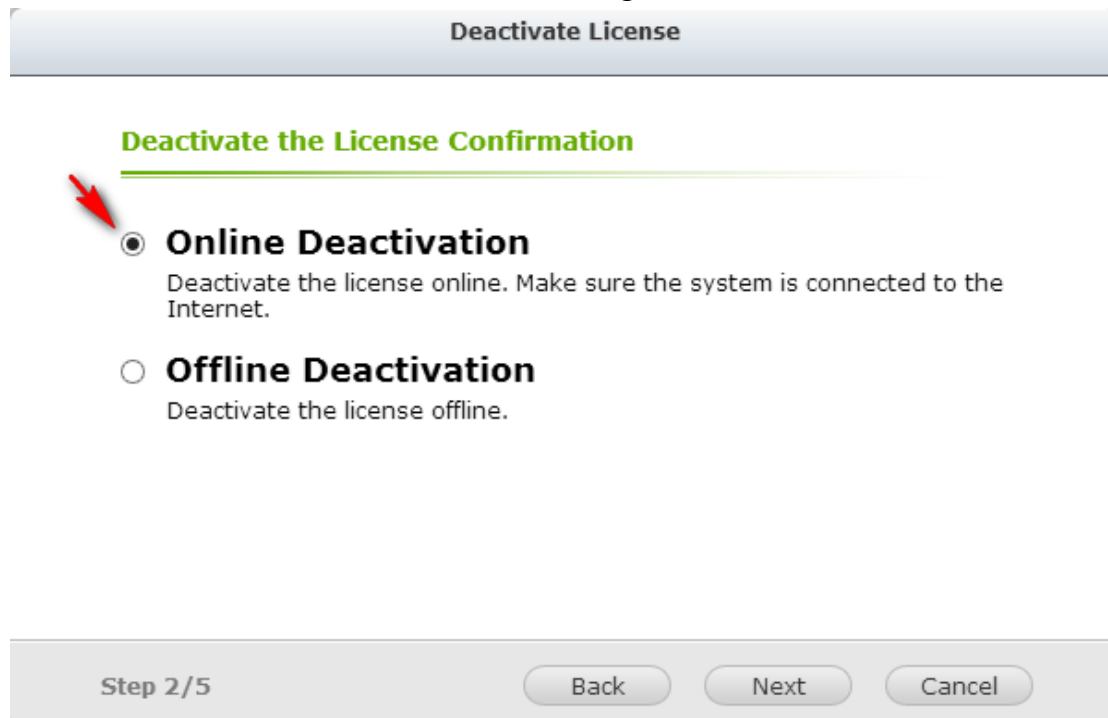 Deactivate License
Deactivate the License Confirmation
Online Deactivation
Deactivate the license online. Make sure the system is connected to the
Internet.
Offline Deactivation
Deactivate the license offline.
Step 2/5
Back
Next
Cancel